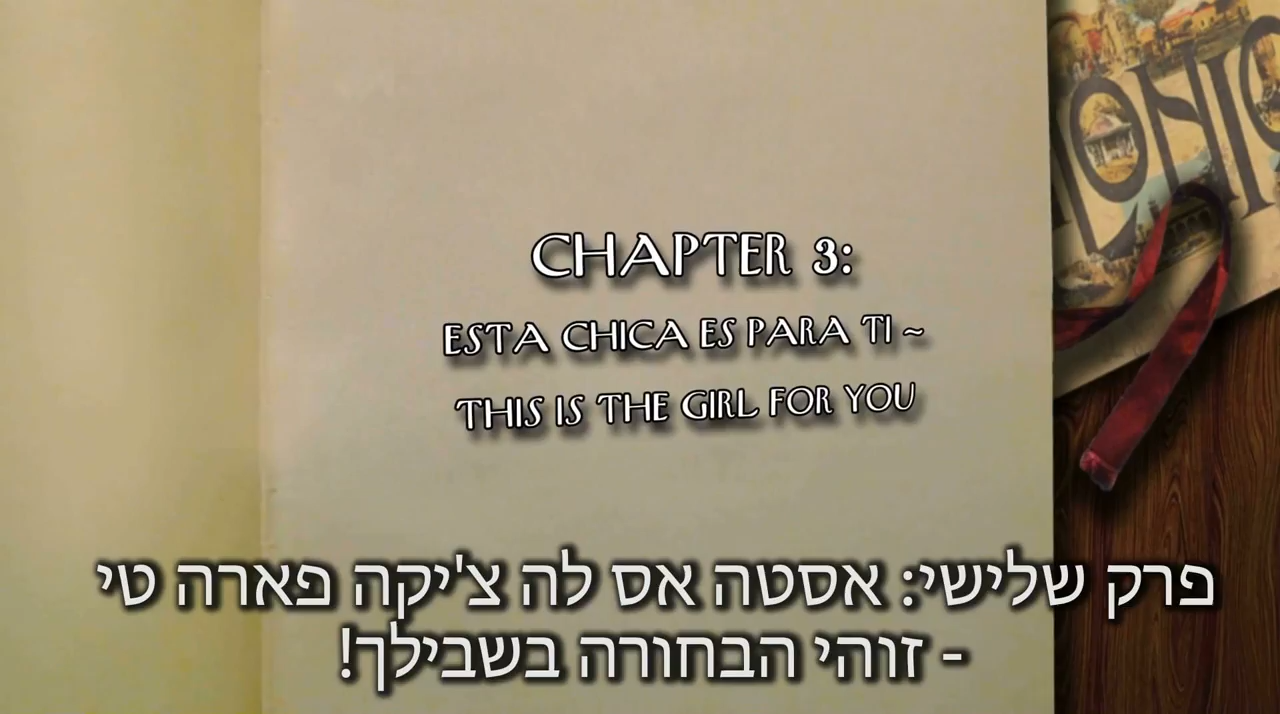 CHAPTER 3:
ESTA CHICA ES PARA TI ~
THIS IS THE GIRL FOR YOU
פרק שלישי: אסטה אס לה צ'יקה פארה טי
- זוהי הבחורה בשבילך!